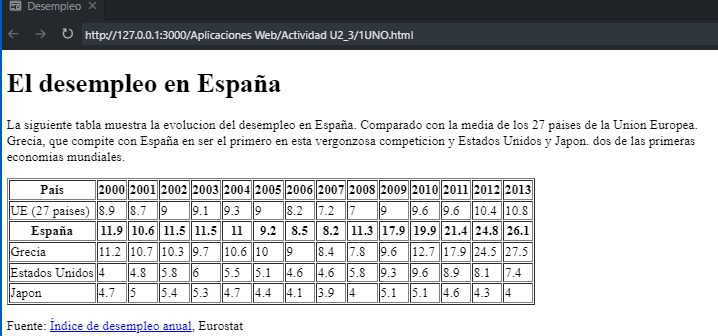 Desempleo
http://127.0.0.1:3000/Aplicaciones Web/Actividad U2_3/1UNO.html
El desempleo en España
La siguiente tabla muestra la evolucion del desempleo en España. Comparado con la media de los 27 paises de la Union Europea.
Grecia, que compite con España en ser el primero en esta vergonzosa competicion y Estados Unidos y Japon. dos de las primeras
economias mundiales.
Pais 2000 2001 2002 2003 2004 2005 2006 2007 2008 2009 2010 2011 2012 2013
UE (27 paises) 8.9 8.7 9 9.1 9.3 9 8.2 7.2 7 9 9.6 9.6 10.4 10.8
España 11.9 10.6 11.5 11.5 11 9.2 8.5 8.2 11.3 17.9 19.9 21.4 24.8 26.1
Grecia 11.2 10.7 10.3 9.7 10.6 10 9 8.4 7.8 9.6 12.7 17.9 24.5 27.5
Estados Unidos 4 4.8 5.8 6 5.5 5.1 4.6 4.6 5.8 9.3 9.6 8.9 8.1 7.4
Japon 4.7 5 5.4 5.3 4.7 4.4 4.1 3.9 4 5.1 5.1 4.6 4.3 4
Fuente: Índice de desempleo anual, Eurostat